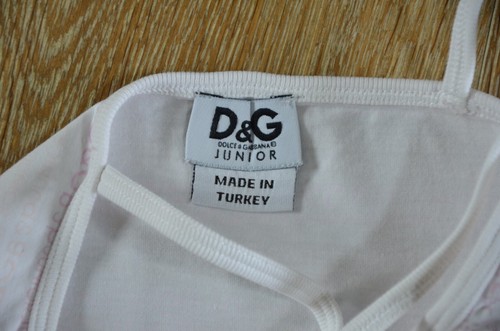 D&G
DOLCE & GABBANA
JUNIOR
MADE IN
TURKEY